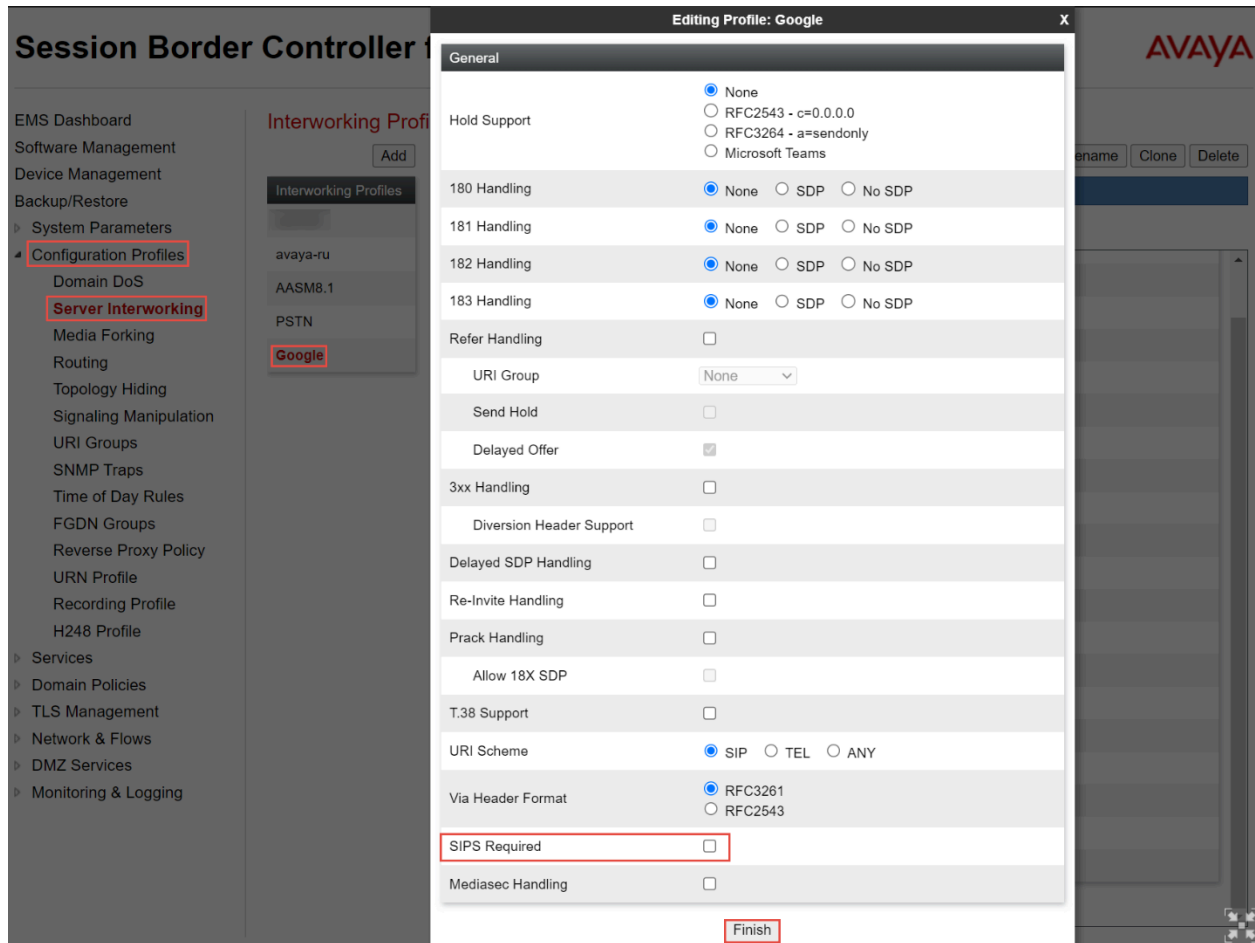 Editing Profile: Google X
Session Border Controller f
AVAYA
General
EMS Dashboard
Software Management
Device Management
Backup/Restore
System Parameters
Configuration Profiles
Domain DoS
Server Interworking
Media Forking
Routing
Topology Hiding
Signaling Manipulation
URI Groups
SNMP Traps
Time of Day Rules
FGDN Groups
Reverse Proxy Policy
URN Profile
Recording Profile
H248 Profile
Services
Domain Policies
TLS Management
Network & Flows
DMZ Services
Monitoring & Logging
Interworking Profi
Add
Interworking Profiles
avaya-ru
AASM8.1
PSTN
Google
Hold Support
None
RFC2543 - c=0.0.0.0
RFC3264 - a=sendonly
Microsoft Teams
180 Handling None SDP No SDP
181 Handling None SDP No SDP
182 Handling None SDP No SDP
183 Handling None SDP No SDP
Refer Handling
URI Group None
Send Hold
Delayed Offer
3xx Handling
Diversion Header Support
Delayed SDP Handling
Re-Invite Handling
Prack Handling
Allow 18X SDP
T.38 Support
URI Scheme SIP TEL ANY
Via Header Format
RFC3261
RFC2543
SIPS Required
Mediasec Handling
Finish
ename Clone Delete